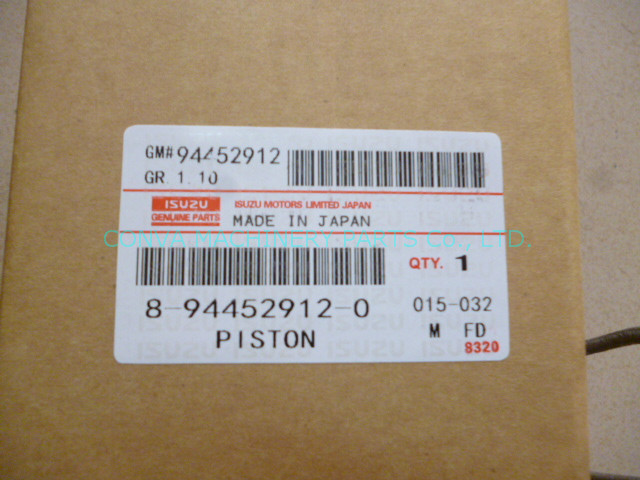 GM# 94452912
GR. 1.10
ISUZU
GENUINE PARTS
ISUZU MOTORS LIMITED JAPAN
MADE IN JAPAN
CONVA MACHINERY PARTS Co., LTD,
QTY. 1
8-94452912-0
015-032
PISTON
M FD
8320